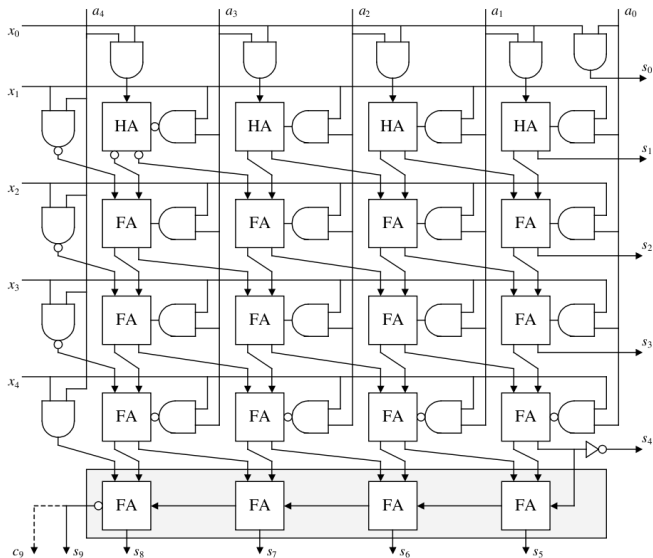 a4 a3 a2 a1 a0
x0
s0
x1
HA HA HA HA
s1
x2
FA FA FA FA
s2
x3
FA FA FA FA
s3
x4
FA FA FA FA
s4
FA FA FA FA
c9 s9 s8 s7 s6 s5